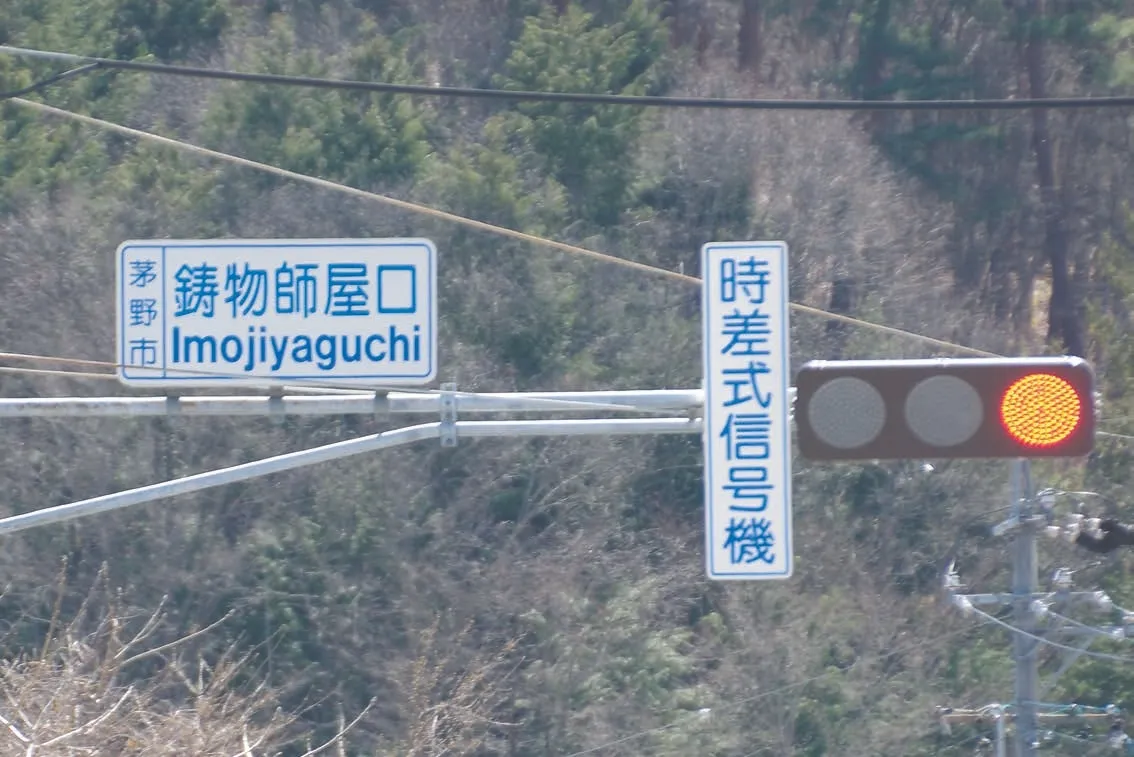 茅野市
鋳物師屋口
Imojiyaguchi
時差式信号機